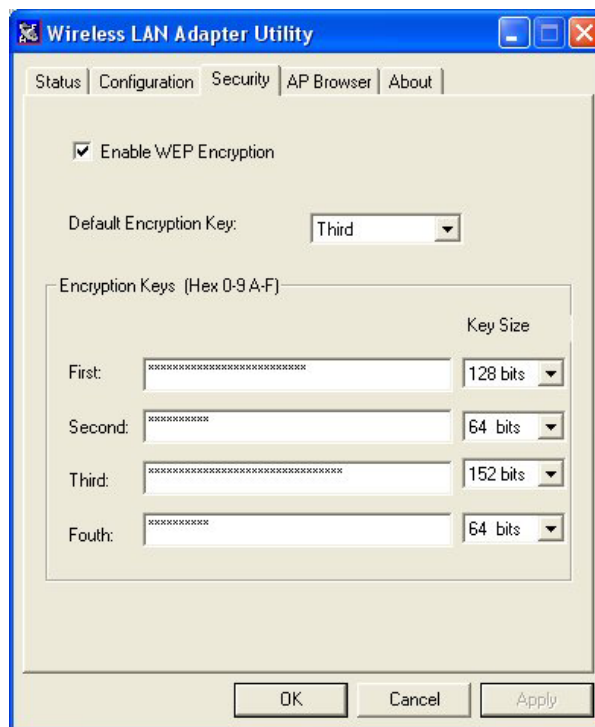 Wireless LAN Adapter Utility
Status Configuration Security AP Browser About
Enable WEP Encryption
Default Encryption Key: Third
Encryption Keys (Hex 0-9 A-F)
Key Size
First: ************************** 128 bits
Second: ********** 64 bits
Third: ******************************** 152 bits
Fouth: ********** 64 bits
OK Cancel Apply